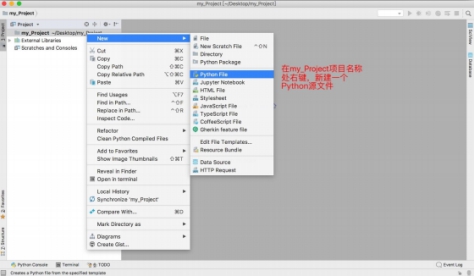 my_Project [~/Desktop/my_Project]
my_Project
Project
my_Project ~/Desktop/my_Project
External Libraries
Scratches and Consoles
New
Cut ⌘X
Copy ⌘C
Copy Path ⇧⌘C
Copy Relative Path ⌥⇧⌘C
Paste ⌘V
Find Usages ⌥F7
Find in Path... ^⇧F
Replace in Path... ^⇧R
Inspect Code...
Refactor
Clean Python Compiled Files
Add to Favorites
Show Image Thumbnails ⇧⌘T
Reveal in Finder
Open in terminal
Local History
Synchronize 'my_Project'
Compare With... ⌘D
Mark Directory as
Diagrams
Create Gist...
File
New Scratch File ⇧⌘N
Directory
Python Package
Python File
Jupyter Notebook
HTML File
Stylesheet
JavaScript File
TypeScript File
CoffeeScript File
Gherkin feature file
Edit File Templates...
Resource Bundle
Data Source
HTTP Request
在my_Project项目名称
处右键，新建一个
Python源文件
SciView
Database
2: Favorites
Z: Structure
Python Console
Terminal
6: TODO
Event Log
Creates a Python file from the specified template